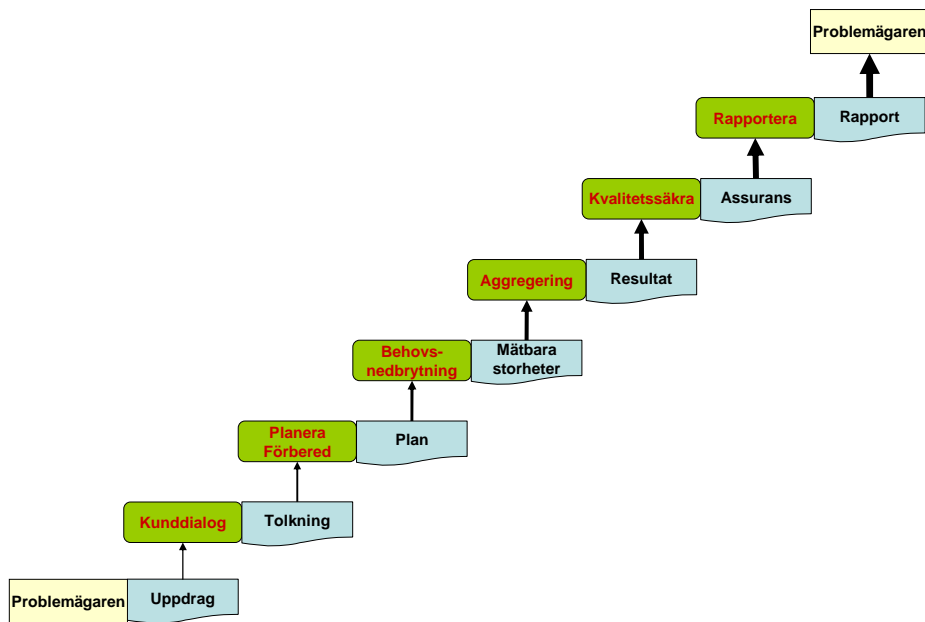 Problemägaren
Rapportera
Rapport
Kvalitetssäkra
Assurans
Aggregering
Resultat
Behovs-
nedbrytning
Mätbara
storheter
Planera
Förbered
Plan
Kunddialog
Tolkning
Problemägaren
Uppdrag